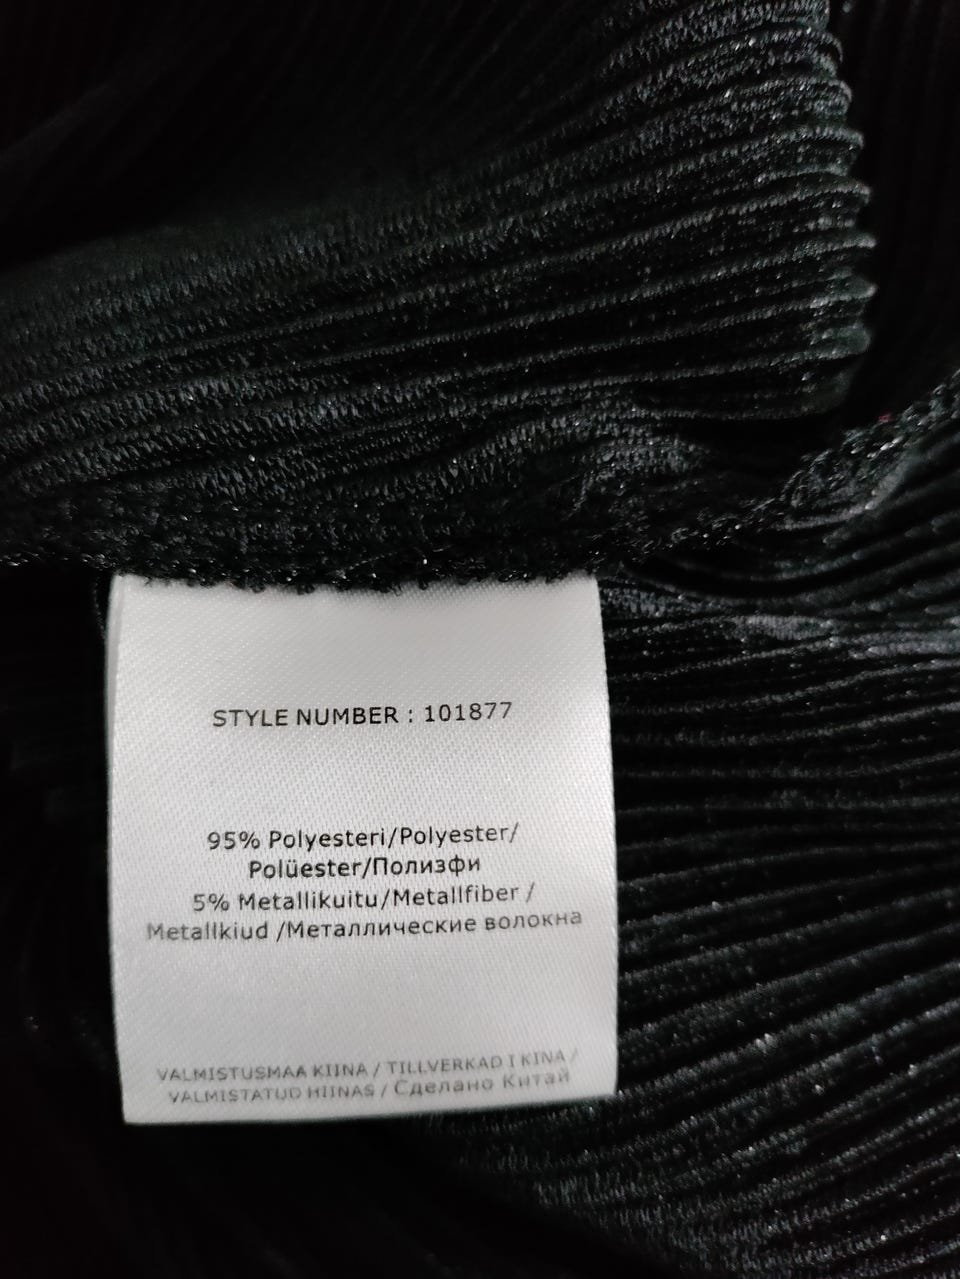 STYLE NUMBER : 101877
95% Polyesteri/Polyester/
Polüester/Полизфи
5% Metallikuitu/Metallfiber /
Metallkiud /Металлические волокна
VALMISTUSMAA KIINA / TILLVERKAD I KINA /
VALMISTATUD HIINAS / Сделано Китай